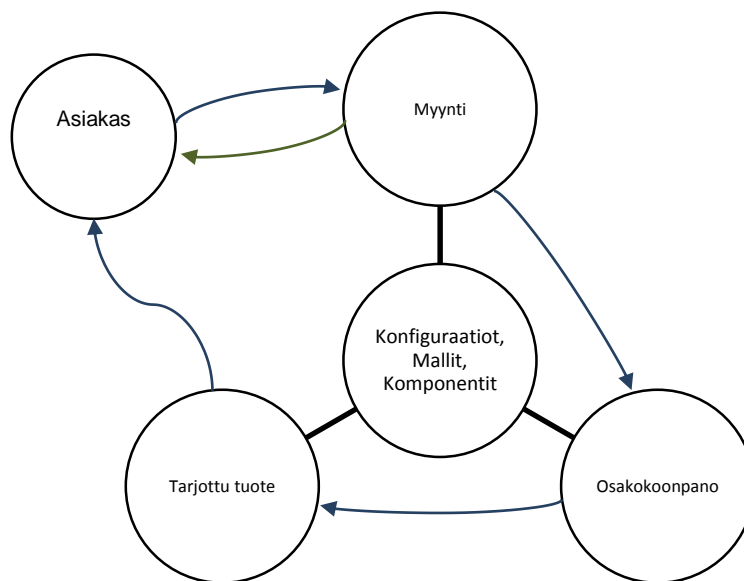 Asiakas
Myynti
Konfiguraatiot,
Mallit,
Komponentit
Tarjottu tuote
Osakokoonpano